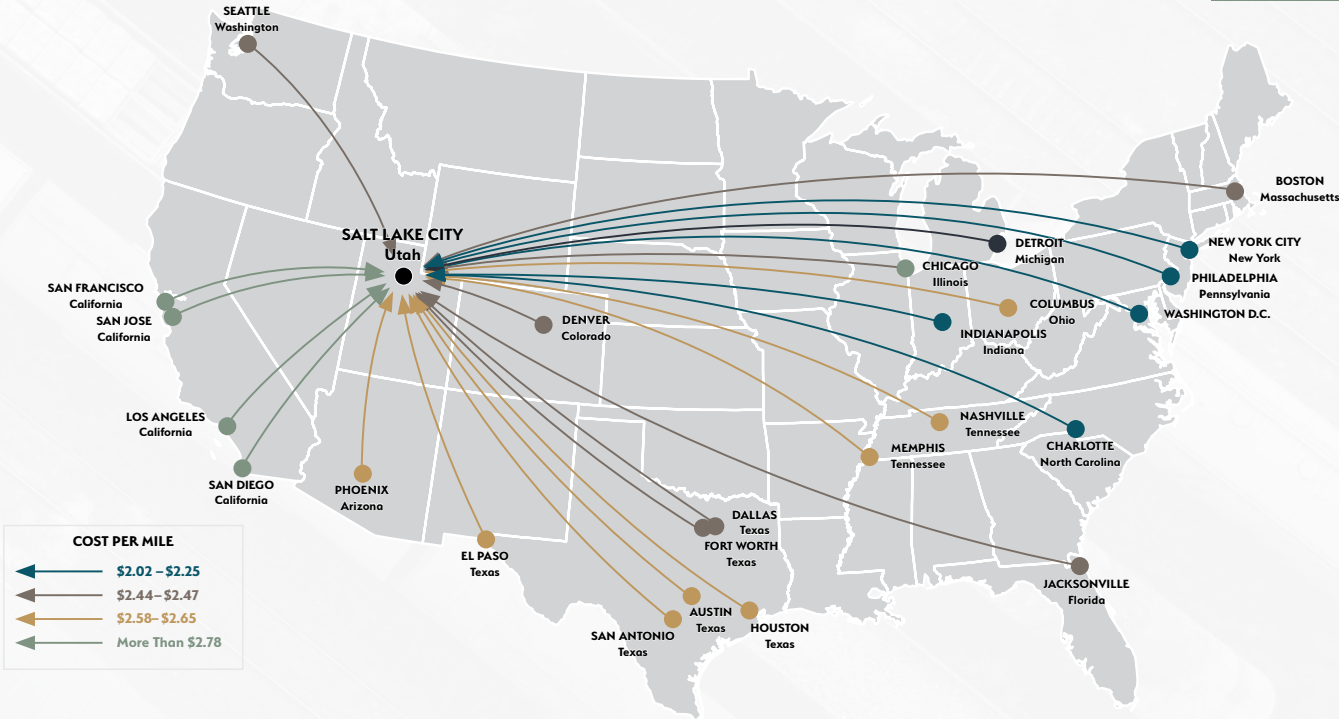 SEATTLE
Washington
BOSTON
Massachusetts
SALT LAKE CITY
Utah
NEW YORK CITY
New York
DETROIT
Michigan
CHICAGO
Illinois
PHILADELPHIA
Pennsylvania
SAN FRANCISCO
California
SAN JOSE
California
COLUMBUS
Ohio
WASHINGTON D.C.
DENVER
Colorado
INDIANAPOLIS
Indiana
LOS ANGELES
California
NASHVILLE
Tennessee
MEMPHIS
Tennessee
CHARLOTTE
North Carolina
SAN DIEGO
California
PHOENIX
Arizona
DALLAS
Texas
FORT WORTH
Texas
EL PASO
Texas
JACKSONVILLE
Florida
AUSTIN
Texas
HOUSTON
Texas
SAN ANTONIO
Texas
COST PER MILE
$2.02 – $2.25
$2.44– $2.47
$2.58– $2.65
More Than $2.78